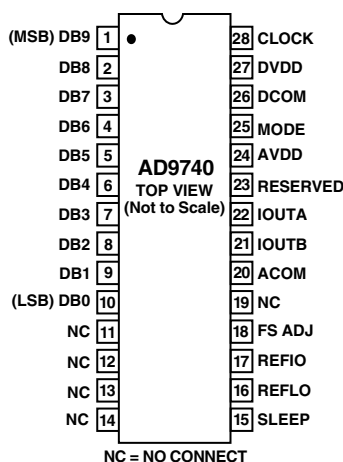 (MSB) DB9 1 28 CLOCK
DB8 2 27 DVDD
DB7 3 26 DCOM
DB6 4 25 MODE
DB5 5 24 AVDD
DB4 6 23 RESERVED
DB3 7 22 IOUTA
DB2 8 21 IOUTB
DB1 9 20 ACOM
(LSB) DB0 10 19 NC
NC 11 18 FS ADJ
NC 12 17 REFIO
NC 13 16 REFLO
NC 14 15 SLEEP
AD9740
TOP VIEW
(Not to Scale)
NC = NO CONNECT